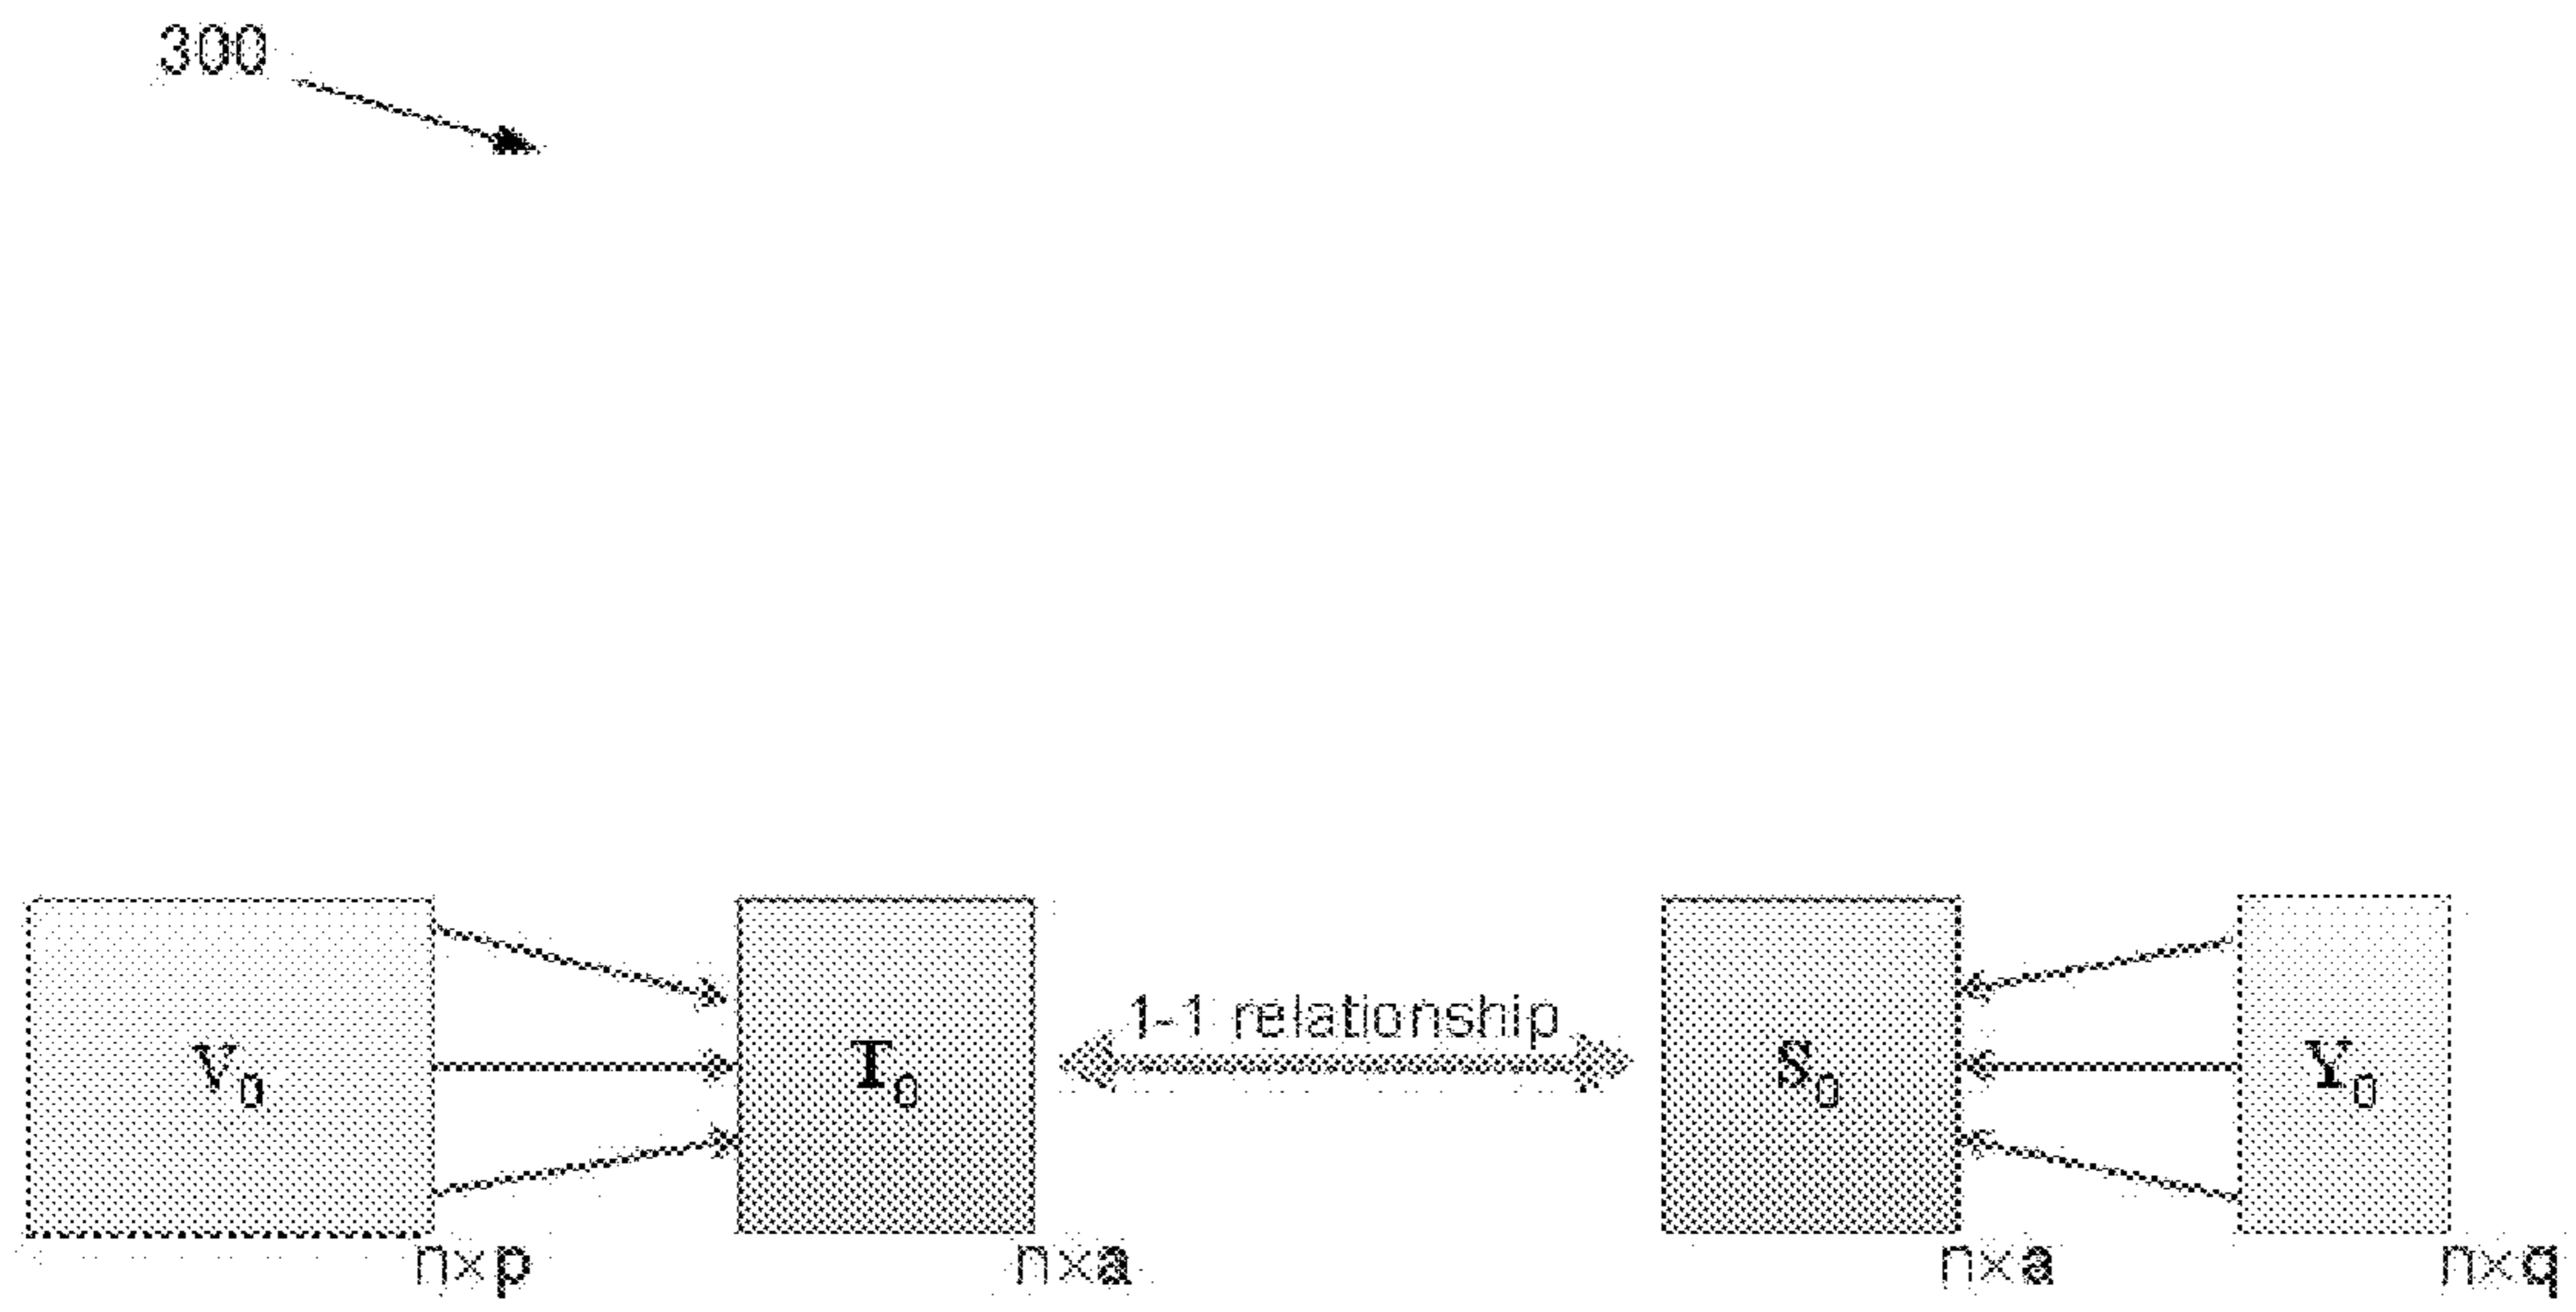 300
1-1 relationship
V₀ T₀ S₀ Y₀
n×p n×a n×a n×q